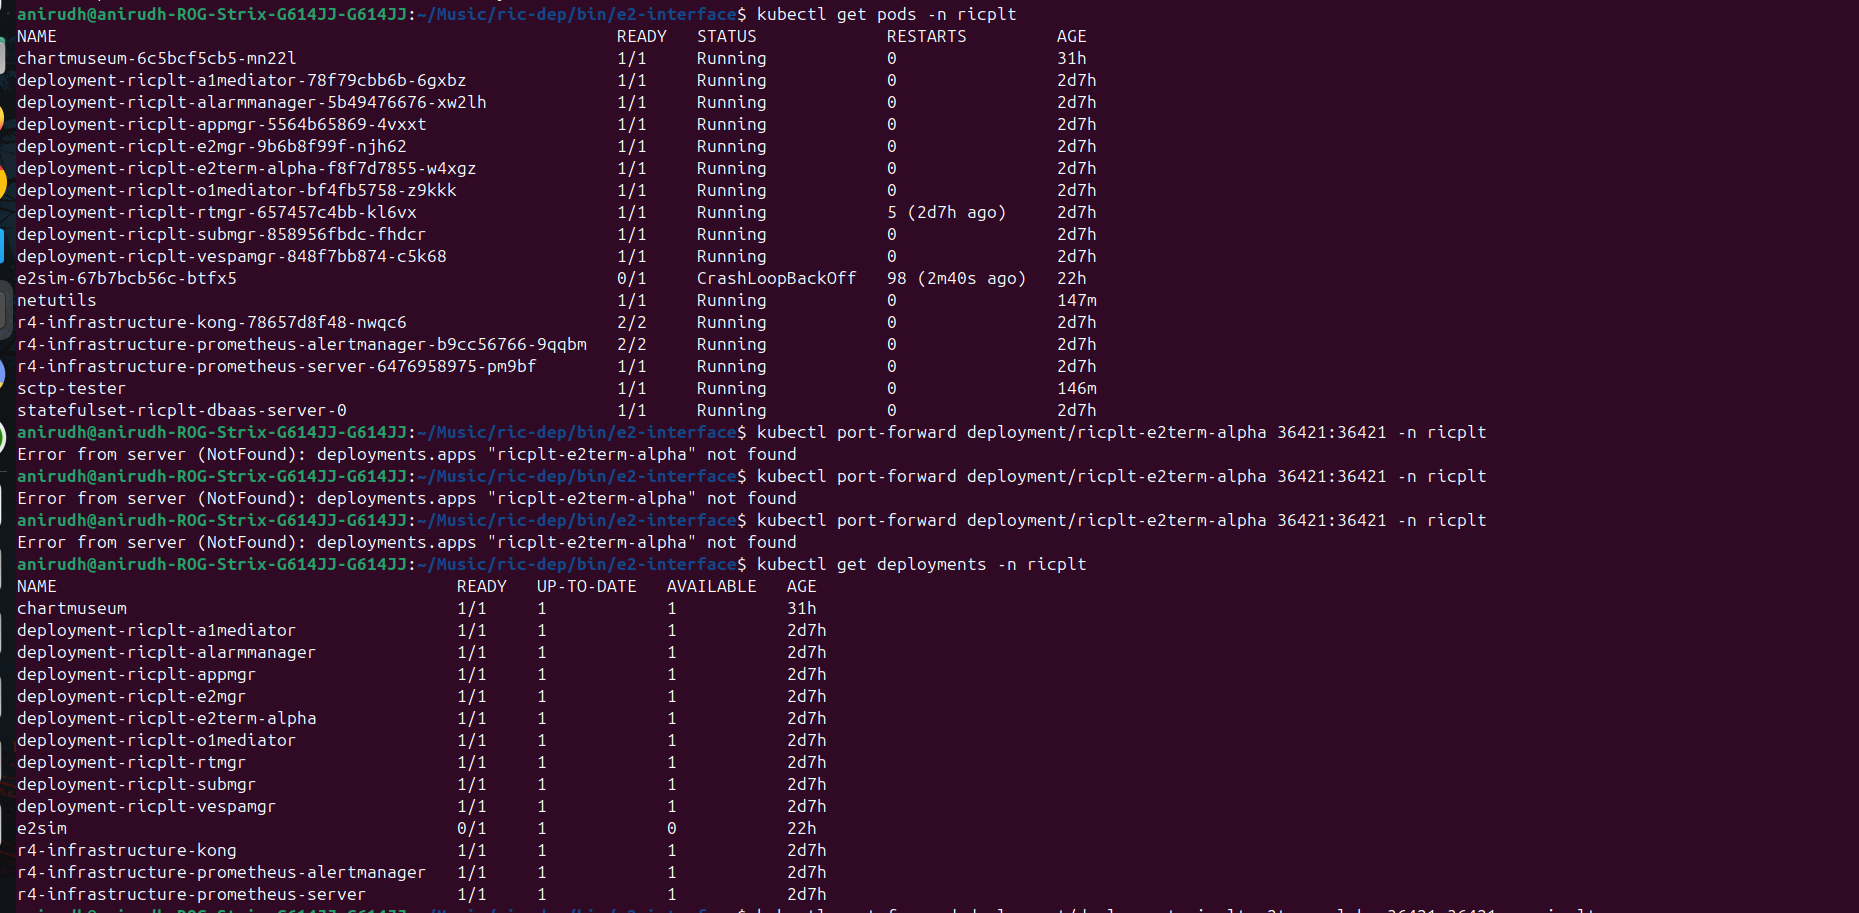 anirudh@anirudh-ROG-Strix-G614JJ-G614JJ:~/Music/ric-dep/bin/e2-interface$ kubectl get pods -n ricplt
NAME READY STATUS RESTARTS AGE
chartmuseum-6c5bcf5cb5-mn22l 1/1 Running 0 31h
deployment-ricplt-a1mediator-78f79cbb6b-6gxbz 1/1 Running 0 2d7h
deployment-ricplt-alarmmanager-5b49476676-xw2lh 1/1 Running 0 2d7h
deployment-ricplt-appmgr-5564b65869-4vxxt 1/1 Running 0 2d7h
deployment-ricplt-e2mgr-9b6b8f99f-njh62 1/1 Running 0 2d7h
deployment-ricplt-e2term-alpha-f8f7d7855-w4xgz 1/1 Running 0 2d7h
deployment-ricplt-o1mediator-bf4fb5758-z9kkk 1/1 Running 0 2d7h
deployment-ricplt-rtmgr-657457c4bb-kl6vx 1/1 Running 5 (2d7h ago) 2d7h
deployment-ricplt-submgr-858956fbdc-fhdcr 1/1 Running 0 2d7h
deployment-ricplt-vespamgr-848f7bb874-c5k68 1/1 Running 0 2d7h
e2sim-67b7bcb56c-btfx5 0/1 CrashLoopBackOff 98 (2m40s ago) 22h
netutils 1/1 Running 0 147m
r4-infrastructure-kong-78657d8f48-nwqc6 2/2 Running 0 2d7h
r4-infrastructure-prometheus-alertmanager-b9cc56766-9qqbm 2/2 Running 0 2d7h
r4-infrastructure-prometheus-server-6476958975-pm9bf 1/1 Running 0 2d7h
sctp-tester 1/1 Running 0 146m
statefulset-ricplt-dbaas-server-0 1/1 Running 0 2d7h
anirudh@anirudh-ROG-Strix-G614JJ-G614JJ:~/Music/ric-dep/bin/e2-interface$ kubectl port-forward deployment/ricplt-e2term-alpha 36421:36421 -n ricplt
Error from server (NotFound): deployments.apps "ricplt-e2term-alpha" not found
anirudh@anirudh-ROG-Strix-G614JJ-G614JJ:~/Music/ric-dep/bin/e2-interface$ kubectl port-forward deployment/ricplt-e2term-alpha 36421:36421 -n ricplt
Error from server (NotFound): deployments.apps "ricplt-e2term-alpha" not found
anirudh@anirudh-ROG-Strix-G614JJ-G614JJ:~/Music/ric-dep/bin/e2-interface$ kubectl port-forward deployment/ricplt-e2term-alpha 36421:36421 -n ricplt
Error from server (NotFound): deployments.apps "ricplt-e2term-alpha" not found
anirudh@anirudh-ROG-Strix-G614JJ-G614JJ:~/Music/ric-dep/bin/e2-interface$ kubectl get deployments -n ricplt
NAME READY UP-TO-DATE AVAILABLE AGE
chartmuseum 1/1 1 1 31h
deployment-ricplt-a1mediator 1/1 1 1 2d7h
deployment-ricplt-alarmmanager 1/1 1 1 2d7h
deployment-ricplt-appmgr 1/1 1 1 2d7h
deployment-ricplt-e2mgr 1/1 1 1 2d7h
deployment-ricplt-e2term-alpha 1/1 1 1 2d7h
deployment-ricplt-o1mediator 1/1 1 1 2d7h
deployment-ricplt-rtmgr 1/1 1 1 2d7h
deployment-ricplt-submgr 1/1 1 1 2d7h
deployment-ricplt-vespamgr 1/1 1 1 2d7h
e2sim 0/1 1 0 22h
r4-infrastructure-kong 1/1 1 1 2d7h
r4-infrastructure-prometheus-alertmanager 1/1 1 1 2d7h
r4-infrastructure-prometheus-server 1/1 1 1 2d7h